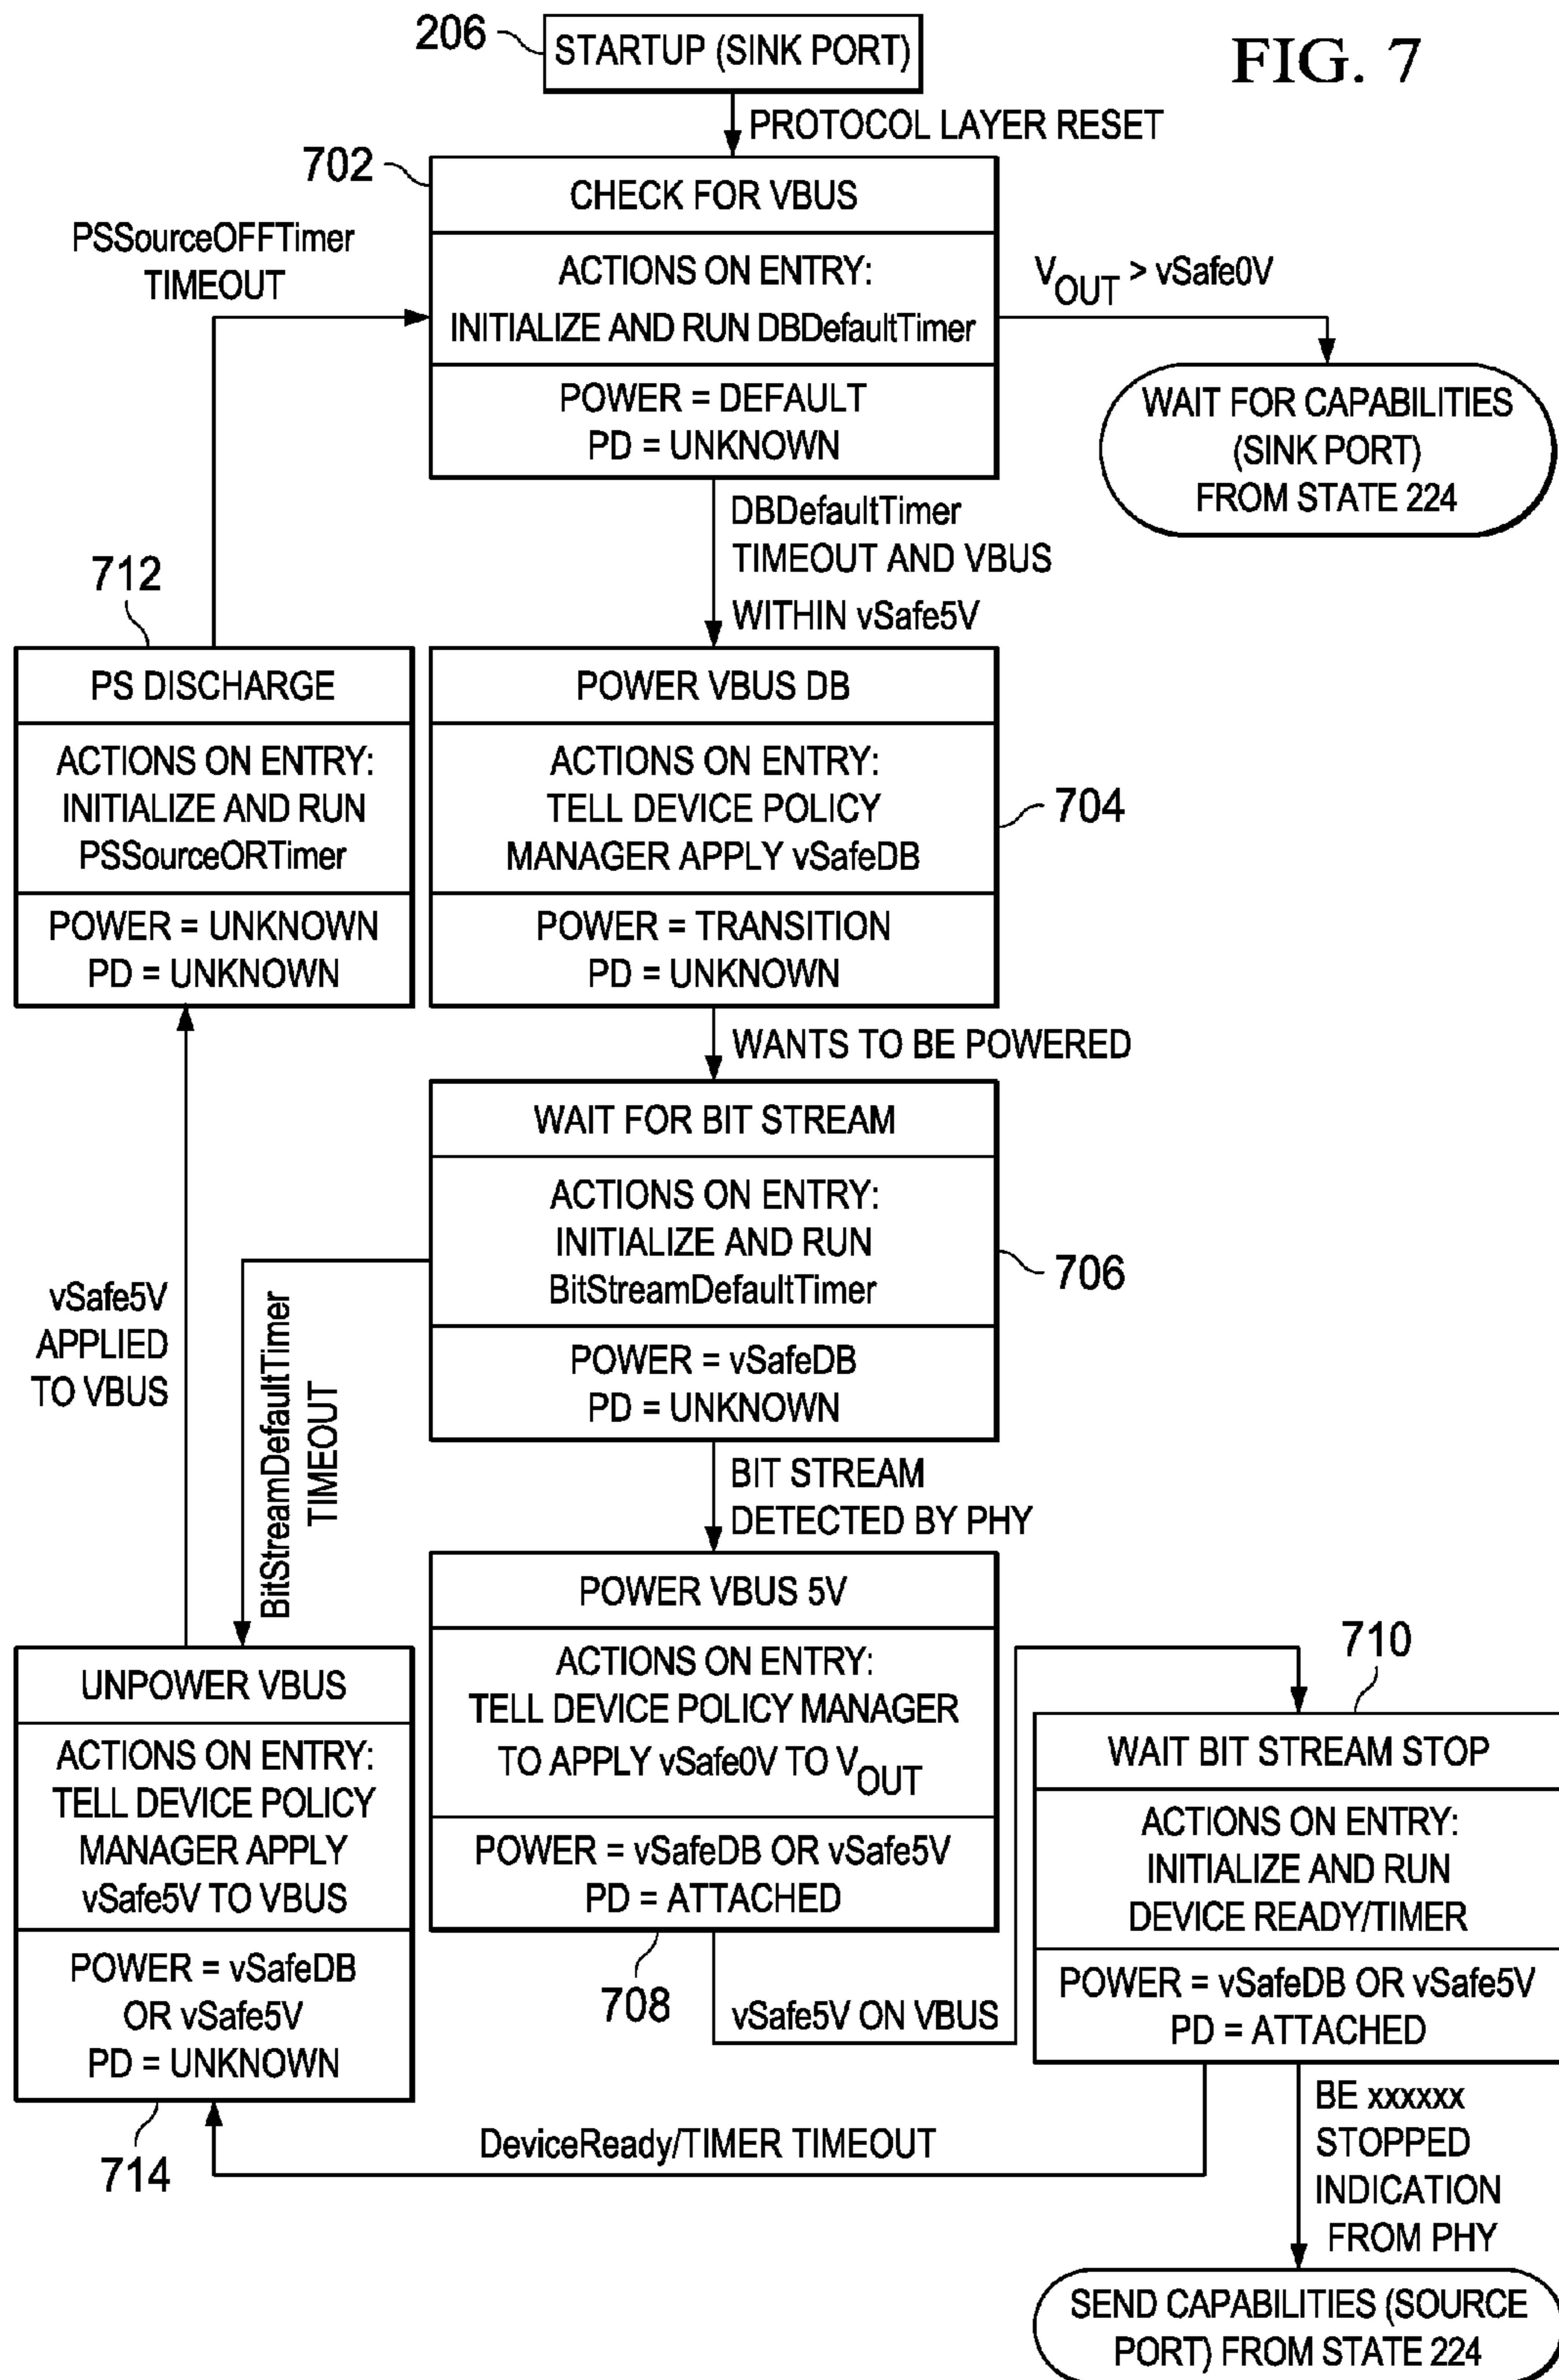 FIG. 7
206
STARTUP (SINK PORT)
PROTOCOL LAYER RESET
702
CHECK FOR VBUS
ACTIONS ON ENTRY:
INITIALIZE AND RUN DBDefaultTimer
POWER = DEFAULT
PD = UNKNOWN
PSSourceOFFTimer
TIMEOUT
VOUT > vSafe0V
WAIT FOR CAPABILITIES
(SINK PORT)
FROM STATE 224
DBDefaultTimer
TIMEOUT AND VBUS
WITHIN vSafe5V
712
PS DISCHARGE
ACTIONS ON ENTRY:
INITIALIZE AND RUN
PSSourceORTimer
POWER = UNKNOWN
PD = UNKNOWN
POWER VBUS DB
ACTIONS ON ENTRY:
TELL DEVICE POLICY
MANAGER APPLY vSafeDB
POWER = TRANSITION
PD = UNKNOWN
704
WANTS TO BE POWERED
WAIT FOR BIT STREAM
ACTIONS ON ENTRY:
INITIALIZE AND RUN
BitStreamDefaultTimer
POWER = vSafeDB
PD = UNKNOWN
706
vSafe5V
APPLIED
TO VBUS
BitStreamDefaultTimer
TIMEOUT
BIT STREAM
DETECTED BY PHY
POWER VBUS 5V
ACTIONS ON ENTRY:
TELL DEVICE POLICY MANAGER
TO APPLY vSafe0V TO VOUT
POWER = vSafeDB OR vSafe5V
PD = ATTACHED
708
vSafe5V ON VBUS
UNPOWER VBUS
ACTIONS ON ENTRY:
TELL DEVICE POLICY
MANAGER APPLY
vSafe5V TO VBUS
POWER = vSafeDB
OR vSafe5V
PD = UNKNOWN
714
710
WAIT BIT STREAM STOP
ACTIONS ON ENTRY:
INITIALIZE AND RUN
DEVICE READY/TIMER
POWER = vSafeDB OR vSafe5V
PD = ATTACHED
DeviceReady/TIMER TIMEOUT
BE xxxxxx
STOPPED
INDICATION
FROM PHY
SEND CAPABILITIES (SOURCE
PORT) FROM STATE 224